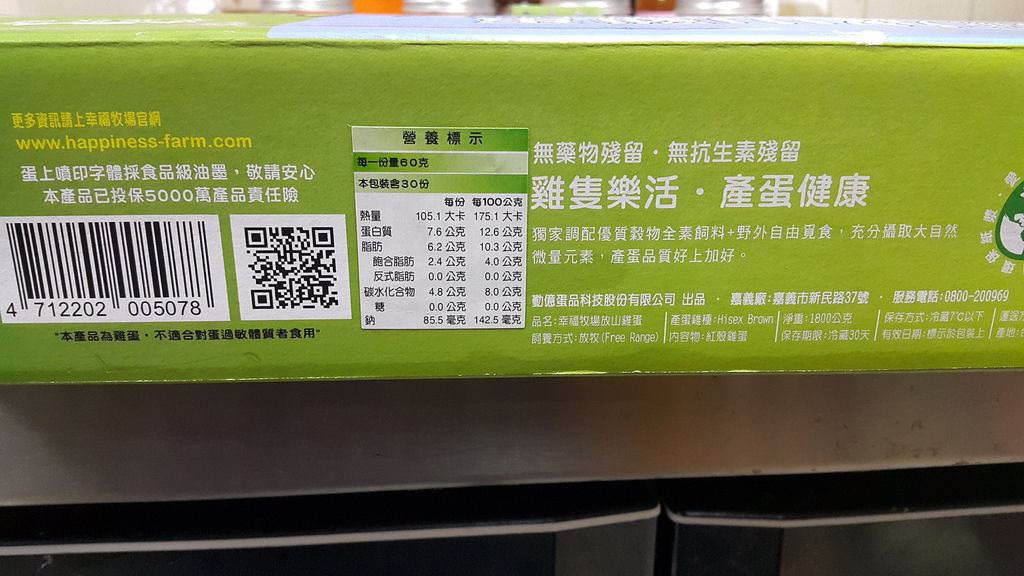 更多資訊請上幸福牧場官網
www.happiness-farm.com
蛋上噴印字體採食品級油墨，敬請安心
本產品已投保5000萬產品責任險
4 712202 005078
"本產品為雞蛋，不適合對蛋過敏體質者食用"
營養標示
每一份量60克
本包裝含30份
每份 每100公克
熱量 105.1 大卡 175.1 大卡
蛋白質 7.6 公克 12.6 公克
脂肪 6.2 公克 10.3 公克
飽合脂肪 2.4 公克 4.0 公克
反式脂肪 0.0 公克 0.0 公克
碳水化合物 4.8 公克 8.0 公克
糖 0.0 公克 0.0 公克
鈉 85.5 毫克 142.5 毫克
無藥物殘留・無抗生素殘留
雞隻樂活・產蛋健康
獨家調配優質穀物全素飼料+野外自由覓食，充分攝取大自然
微量元素，產蛋品質好上加好。
勤億蛋品科技股份有限公司 出品 ・ 嘉義廠：嘉義市新民路37號 ・ 服務電話：0800-200969
品名：幸福牧場放山雞蛋
飼養方式：放牧(Free Range)
產蛋雞種：Hisex Brown
內容物：紅殼雞蛋
淨重：1800公克
保存期限：冷藏30天
保存方式：冷藏7℃以下
有效日期：標示於包裝上
運送
產地：
環保紙漿